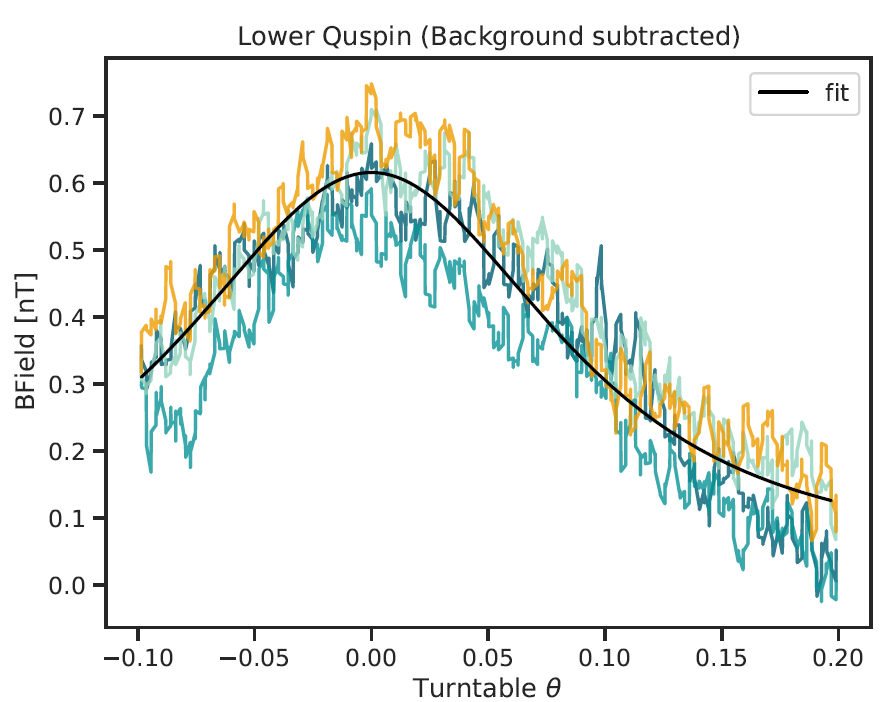 Lower Quspin (Background subtracted)
fit
0.7
0.6
0.5
0.4
0.3
0.2
0.1
0.0
BField [nT]
−0.10 −0.05 0.00 0.05 0.10 0.15 0.20
Turntable θ